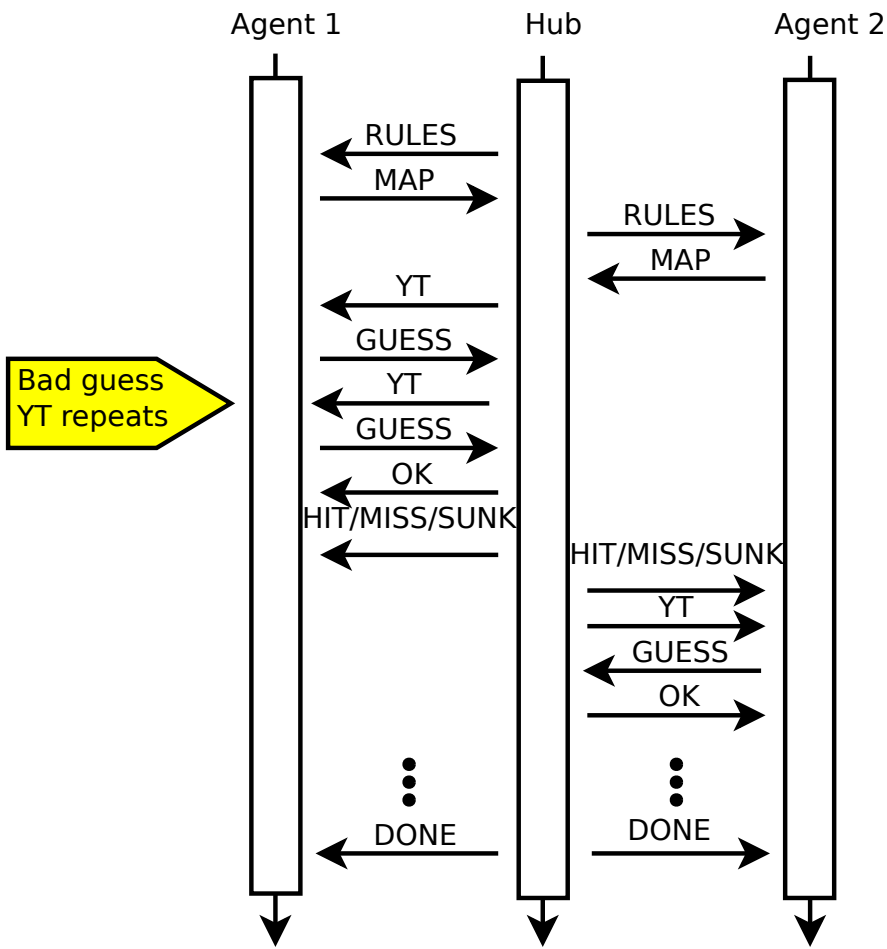 Agent 1
Hub
Agent 2
RULES
MAP
RULES
MAP
YT
GUESS
Bad guess
YT repeats
YT
GUESS
OK
HIT/MISS/SUNK
HIT/MISS/SUNK
YT
GUESS
OK
DONE
DONE